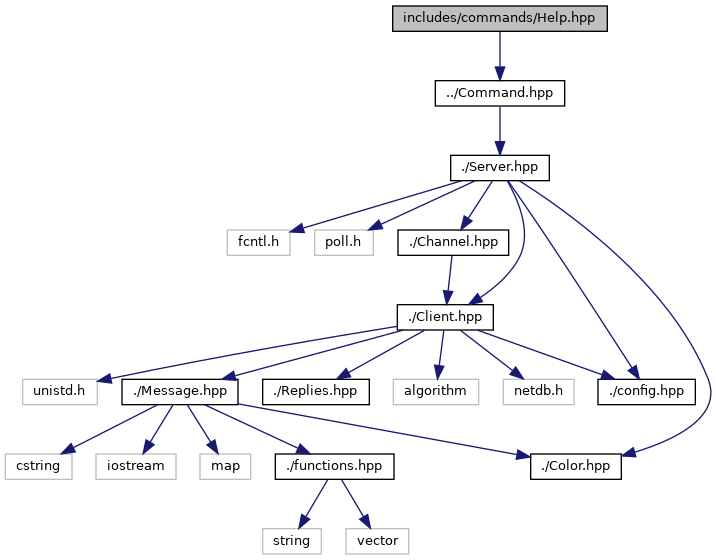 includes/commands/Help.hpp
../Command.hpp
./Server.hpp
fcntl.h
poll.h
./Channel.hpp
./Client.hpp
unistd.h
./Message.hpp
./Replies.hpp
algorithm
netdb.h
./config.hpp
cstring
iostream
map
./functions.hpp
./Color.hpp
string
vector